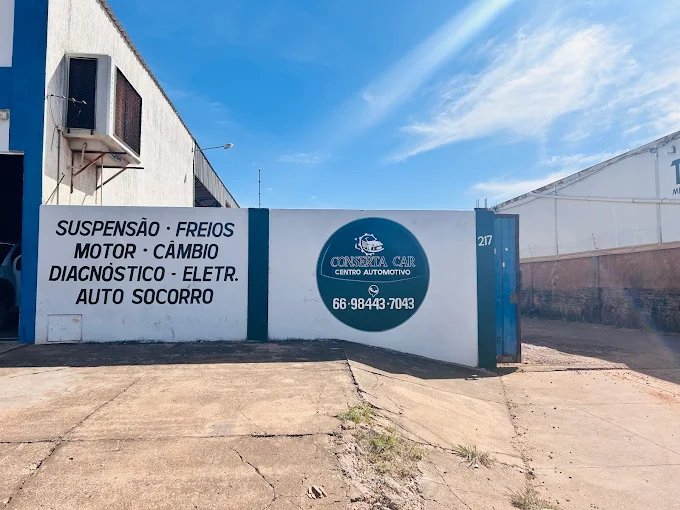 SUSPENSÃO · FREIOS
MOTOR · CÂMBIO
DIAGNÓSTICO - ELETR.
AUTO SOCORRO
CONSERTA CAR
CENTRO AUTOMOTIVO
66·98443·7043
217